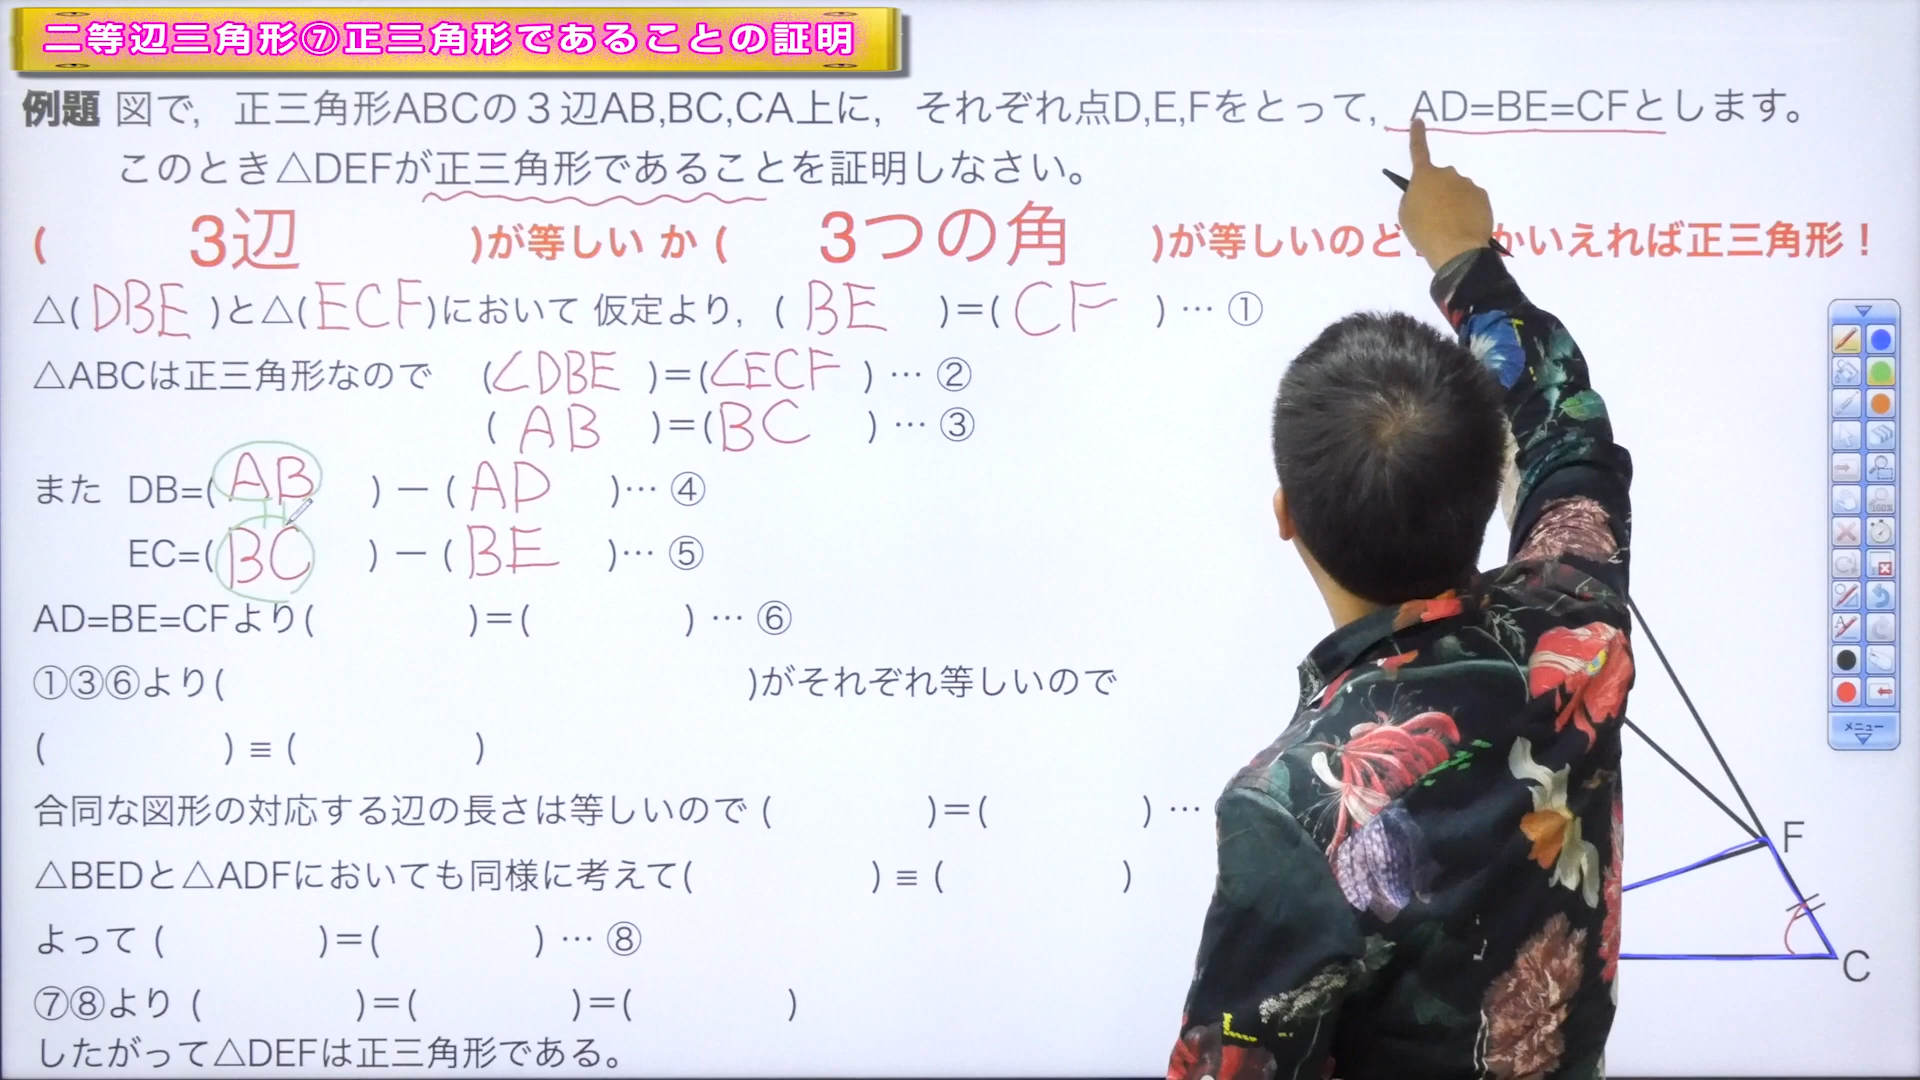 二等辺三角形⑦正三角形であることの証明
例題 図で, 正三角形ABCの3辺AB,BC,CA上に, それぞれ点D,E,Fをとって, AD=BE=CFとします。
このとき△DEFが正三角形であることを証明しなさい。
( 3辺 )が等しい か ( 3つの角 )が等しいのど かいえれば正三角形！
△( DBE )と△( ECF )において 仮定より, ( BE )=( CF ) … ①
△ABCは正三角形なので (∠DBE )=(∠ECF ) … ②
( AB )=( BC ) … ③
また DB=( AB ) − ( AD )… ④
EC=( BC ) − ( BE )… ⑤
AD=BE=CFより( )=( ) … ⑥
①③⑥より( )がそれぞれ等しいので
( ) ≡ ( )
合同な図形の対応する辺の長さは等しいので ( )=( ) …
△BEDと△ADFにおいても同様に考えて( ) ≡ ( )
よって ( )=( ) … ⑧
⑦⑧より ( )=( )=( )
したがって△DEFは正三角形である。
F
C
メニュー